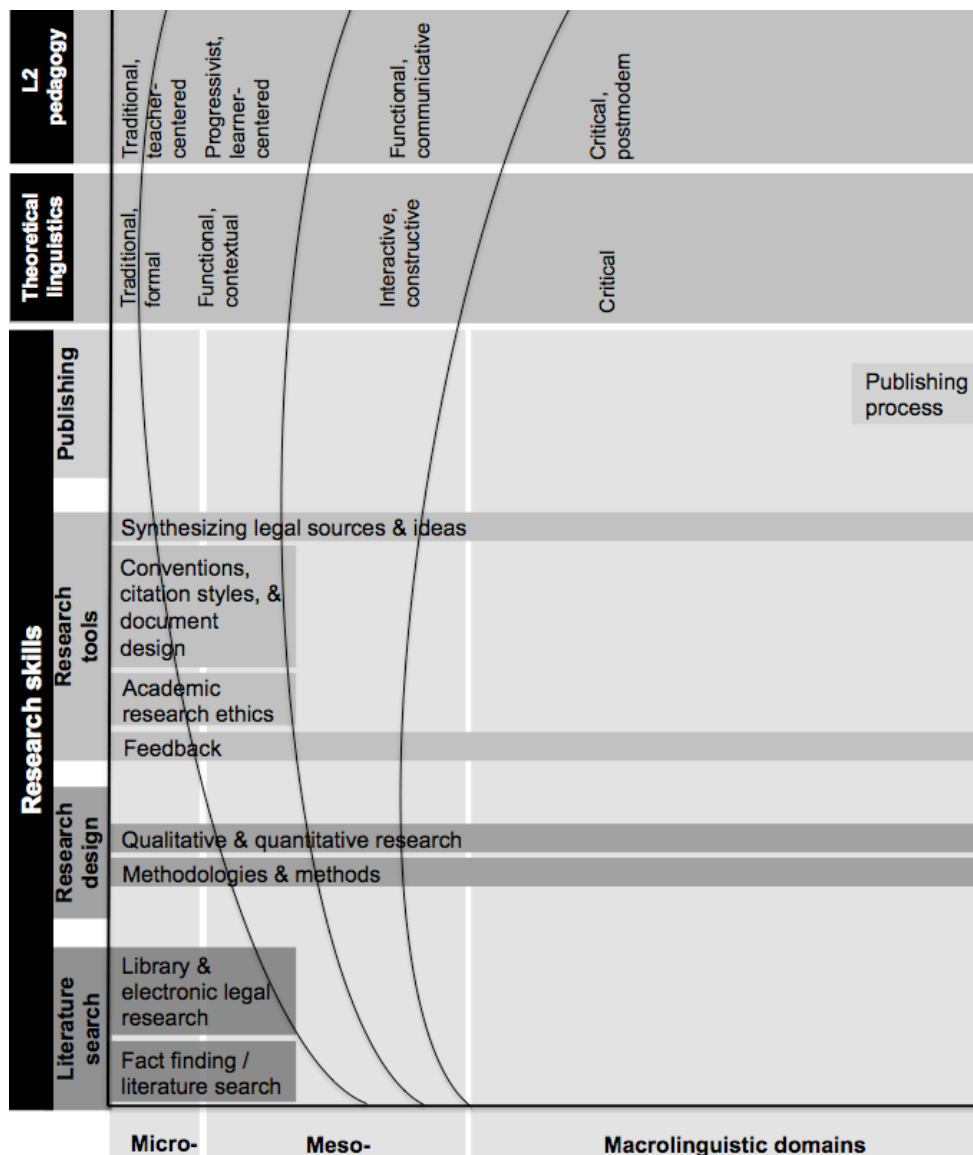 L2
pedagogy
Traditional,
teacher-
centered
Progressivist,
learner-
centered
Functional,
communicative
Critical,
postmodern
Theoretical
linguistics
Traditional,
formal
Functional,
contextual
Interactive,
constructive
Critical
Research skills
Publishing
Publishing
process
Research
tools
Synthesizing legal sources & ideas
Conventions,
citation styles, &
document
design
Academic
research ethics
Feedback
Research
design
Qualitative & quantitative research
Methodologies & methods
Literature
search
Library &
electronic legal
research
Fact finding /
literature search
Micro-
Meso-
Macrolinguistic domains